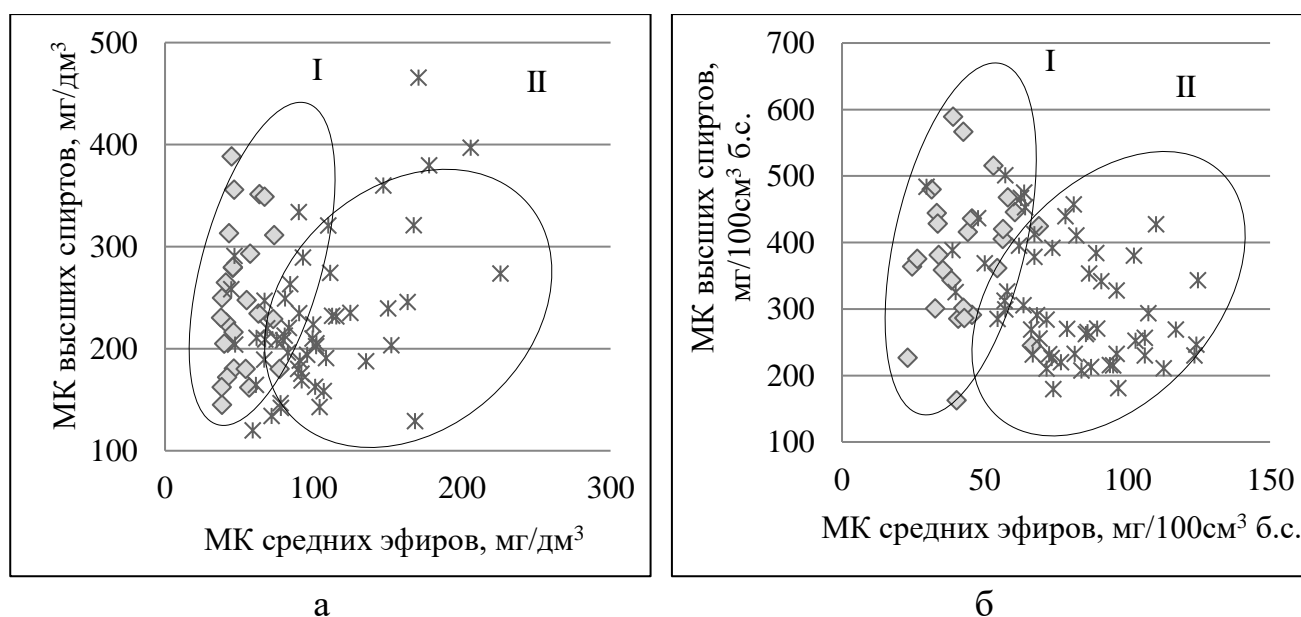 МК высших спиртов, мг/дм³
500
400
300
200
100
I
II
0
100
200
300
МК средних эфиров, мг/дм³
а
МК высших спиртов,
мг/100см³ б.с.
700
600
500
400
300
200
100
I
II
0
50
100
150
МК средних эфиров, мг/100см³ б.с.
б